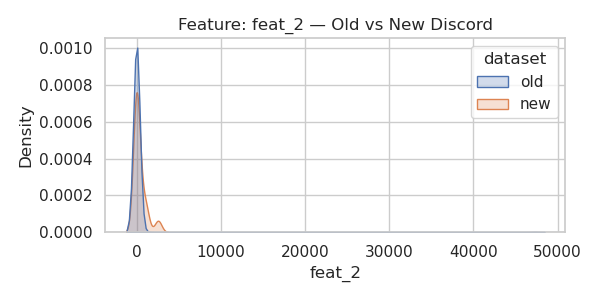 Feature: feat_2 — Old vs New Discord
0.0010
0.0008
0.0006
0.0004
0.0002
0.0000
Density
dataset
old
new
0 10000 20000 30000 40000 50000
feat_2